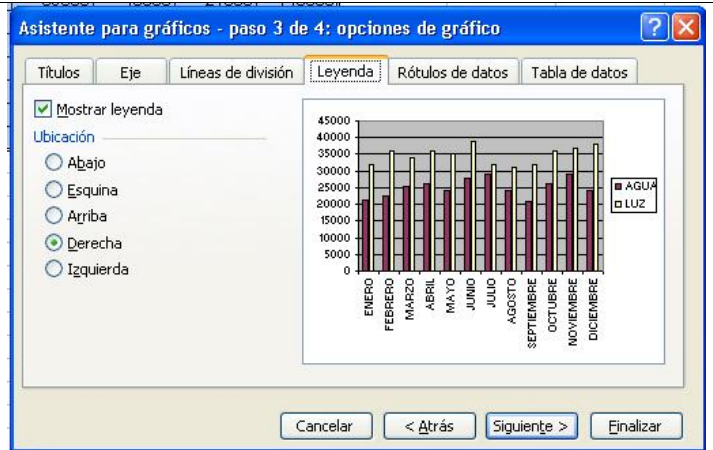 Asistente para gráficos - paso 3 de 4: opciones de gráfico
Títulos Eje Líneas de división Leyenda Rótulos de datos Tabla de datos
Mostrar leyenda
Ubicación
Abajo
Esquina
Arriba
Derecha
Izquierda
45000
40000
35000
30000
25000
20000
15000
10000
5000
0
ENERO
FEBRERO
MARZO
ABRIL
MAYO
JUNIO
JULIO
AGOSTO
SEPTIEMBRE
OCTUBRE
NOVIEMBRE
DICIEMBRE
AGUA
LUZ
Cancelar < Atrás Siguiente > Finalizar